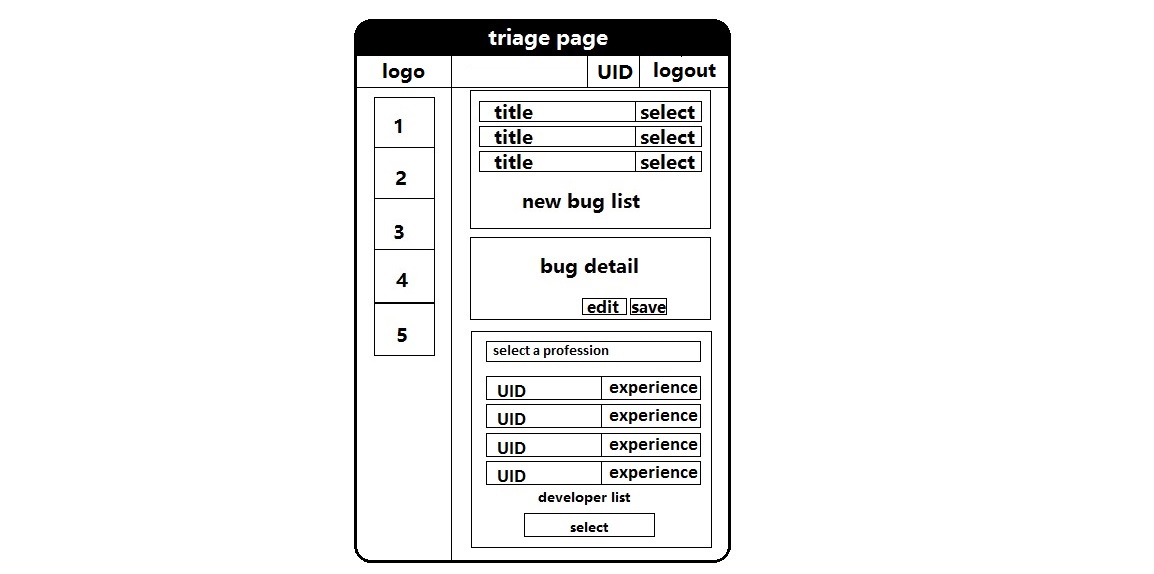 triage page
logo UID logout
1
2
3
4
5
title select
title select
title select
new bug list
bug detail
edit save
select a profession
UID experience
UID experience
UID experience
UID experience
developer list
select